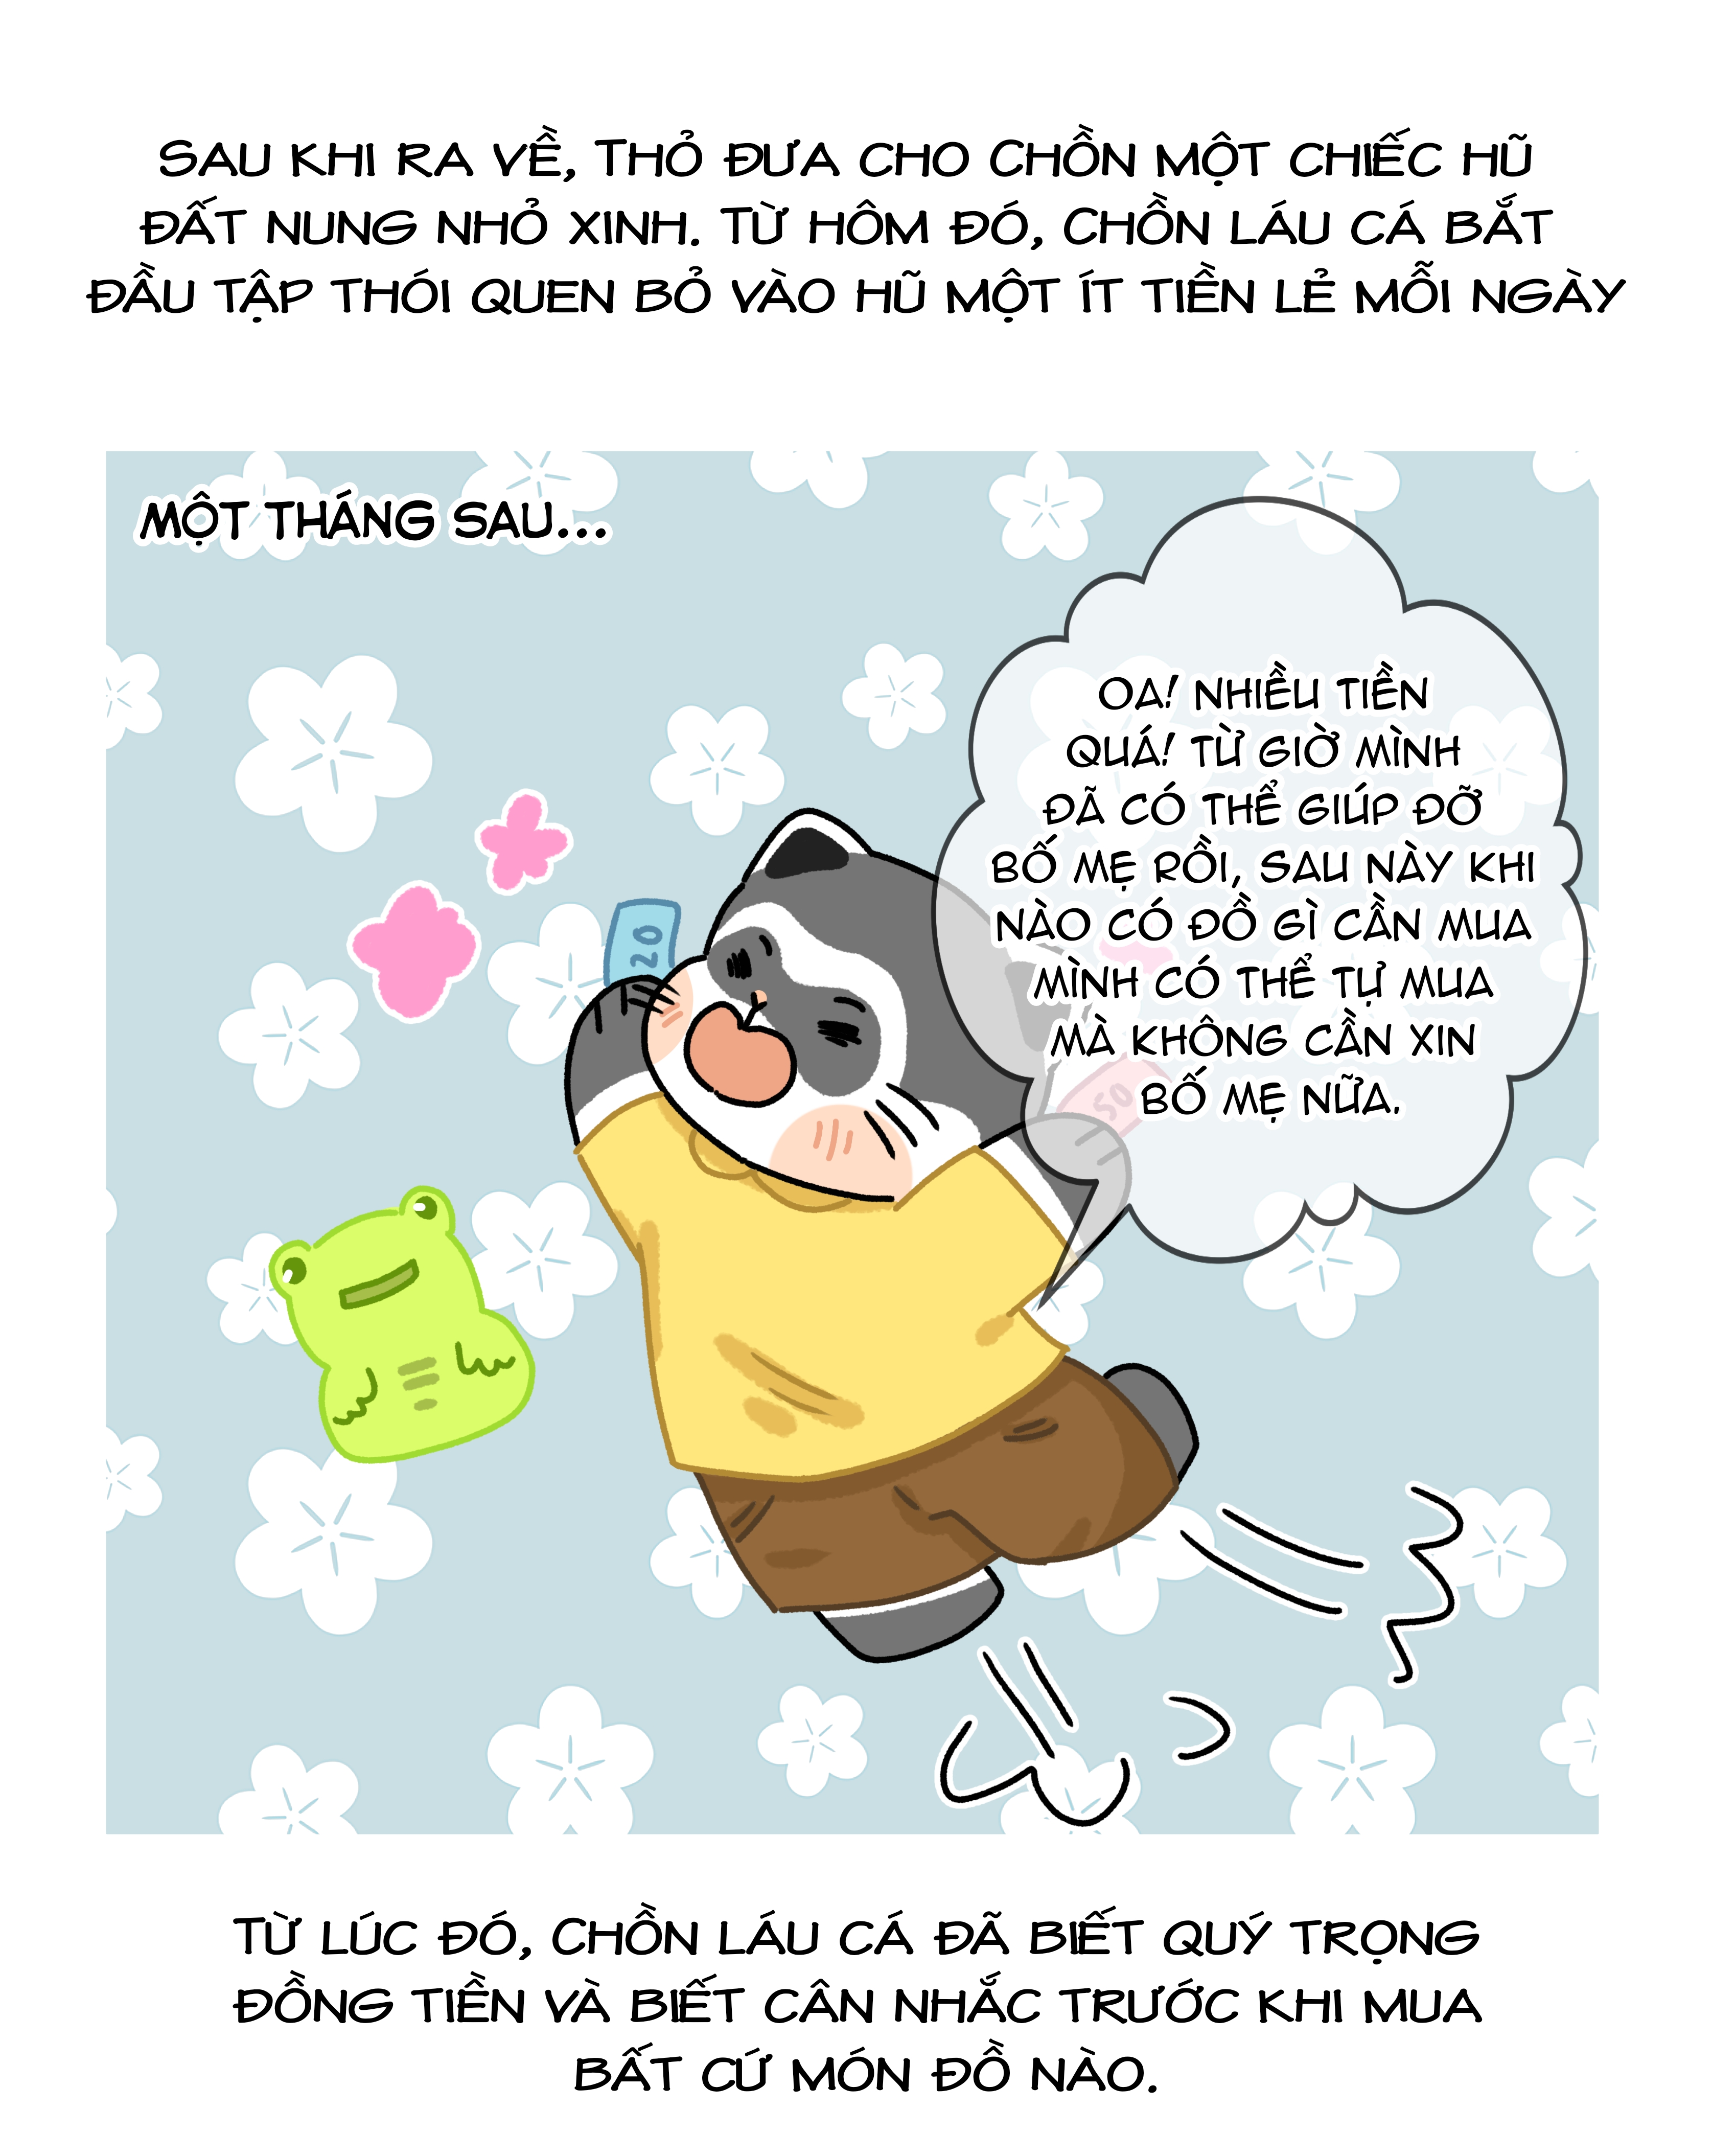 SAU KHI RA VỀ, THỎ ĐƯA CHO CHỒN MỘT CHIẾC HŨ
ĐẤT NUNG NHỎ XINH. TỪ HÔM ĐÓ, CHỒN LÁU CÁ BẮT
ĐẦU TẬP THÓI QUEN BỎ VÀO HŨ MỘT ÍT TIỀN LẺ MỖI NGÀY
MỘT THÁNG SAU...
OA! NHIỀU TIỀN
QUÁ! TỪ GIỜ MÌNH
ĐÃ CÓ THỂ GIÚP ĐỠ
BỐ MẸ RỒI, SAU NÀY KHI
NÀO CÓ ĐỒ GÌ CẦN MUA
MÌNH CÓ THỂ TỰ MUA
MÀ KHÔNG CẦN XIN
BỐ MẸ NỮA.
20
50
TỪ LÚC ĐÓ, CHỒN LÁU CÁ ĐÃ BIẾT QUÝ TRỌNG
ĐỒNG TIỀN VÀ BIẾT CÂN NHẮC TRƯỚC KHI MUA
BẤT CỨ MÓN ĐỒ NÀO.